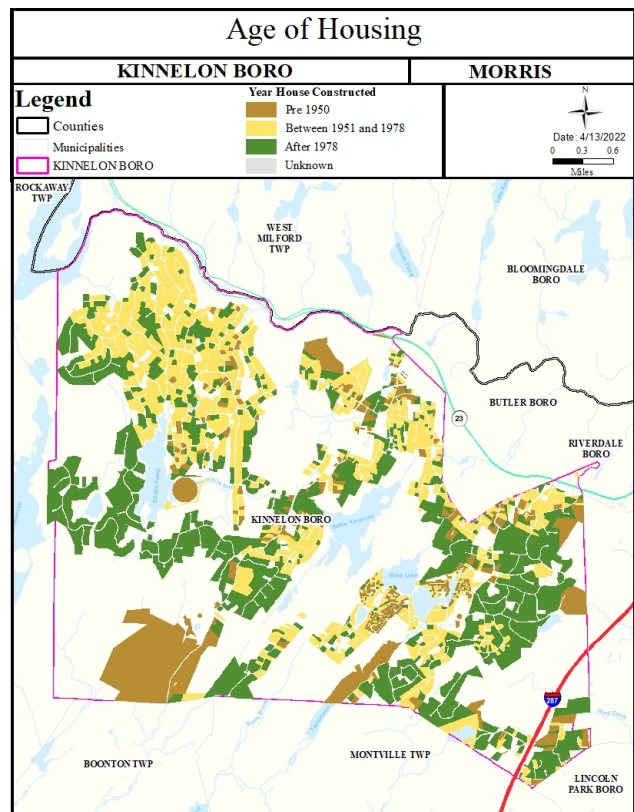 Age of Housing
KINNELON BORO
MORRIS
Legend
Counties
Municipalities
KINNELON BORO
Year House Constructed
Pre 1950
Between 1951 and 1978
After 1978
Unknown
N
Date: 4/13/2022
0 0.3 0.6
Miles
ROCKAWAY
TWP
WEST
MILFORD
TWP
BLOOMINGDALE
BORO
BUTLER BORO
23
RIVERDALE
BORO
KINNELON BORO
West Lake
287
BOONTON TWP
MONTVILLE TWP
LINCOLN
PARK BORO